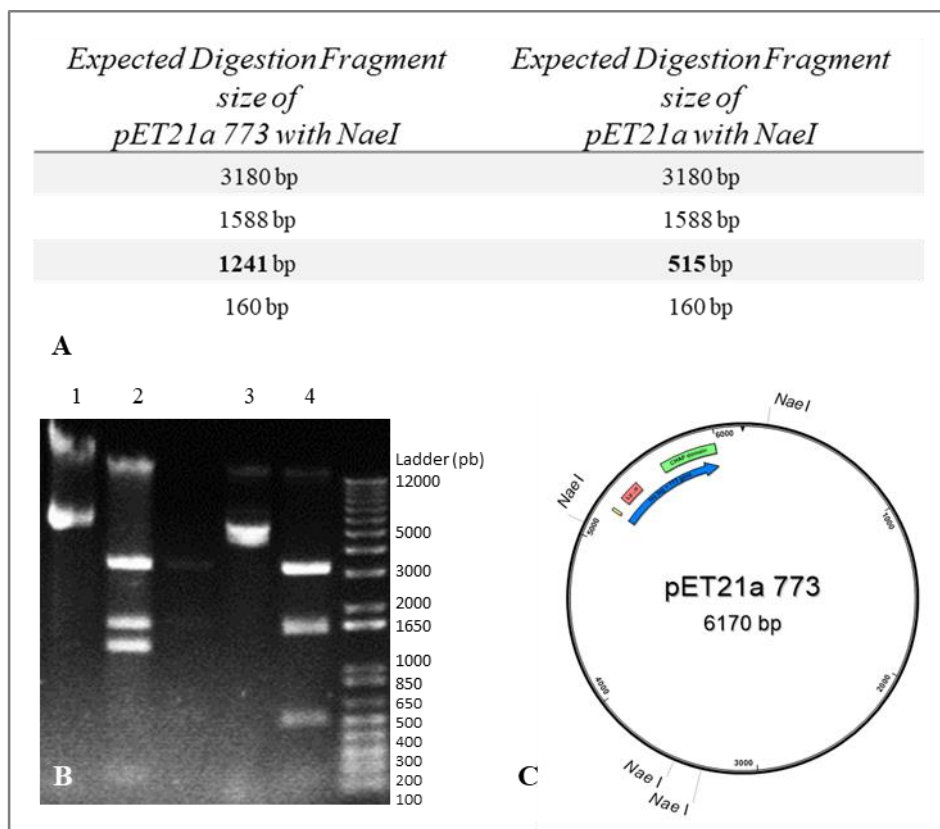 Expected Digestion Fragment
size of
pET21a 773 with NaeI
Expected Digestion Fragment
size of
pET21a with NaeI
3180 bp
3180 bp
1588 bp
1588 bp
1241 bp
515 bp
160 bp
160 bp
A
1 2 3 4
Ladder (pb)
12000
5000
3000
2000
1650
1000
850
650
500
400
300
200
100
B
Nae I
6000
CHAP domain
Nae I
5000
1000
pET21a 773
6170 bp
4000
2000
Nae I
3000
Nae I
C